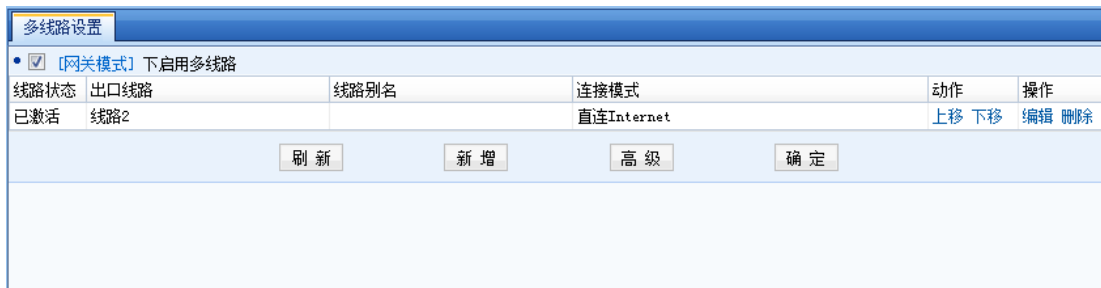 多线路设置
[网关模式] 下启用多线路
线路状态 出口线路 线路别名 连接模式 动作 操作
已激活 线路2 直连Internet 上移 下移 编辑 删除
刷 新 新 增 高 级 确 定